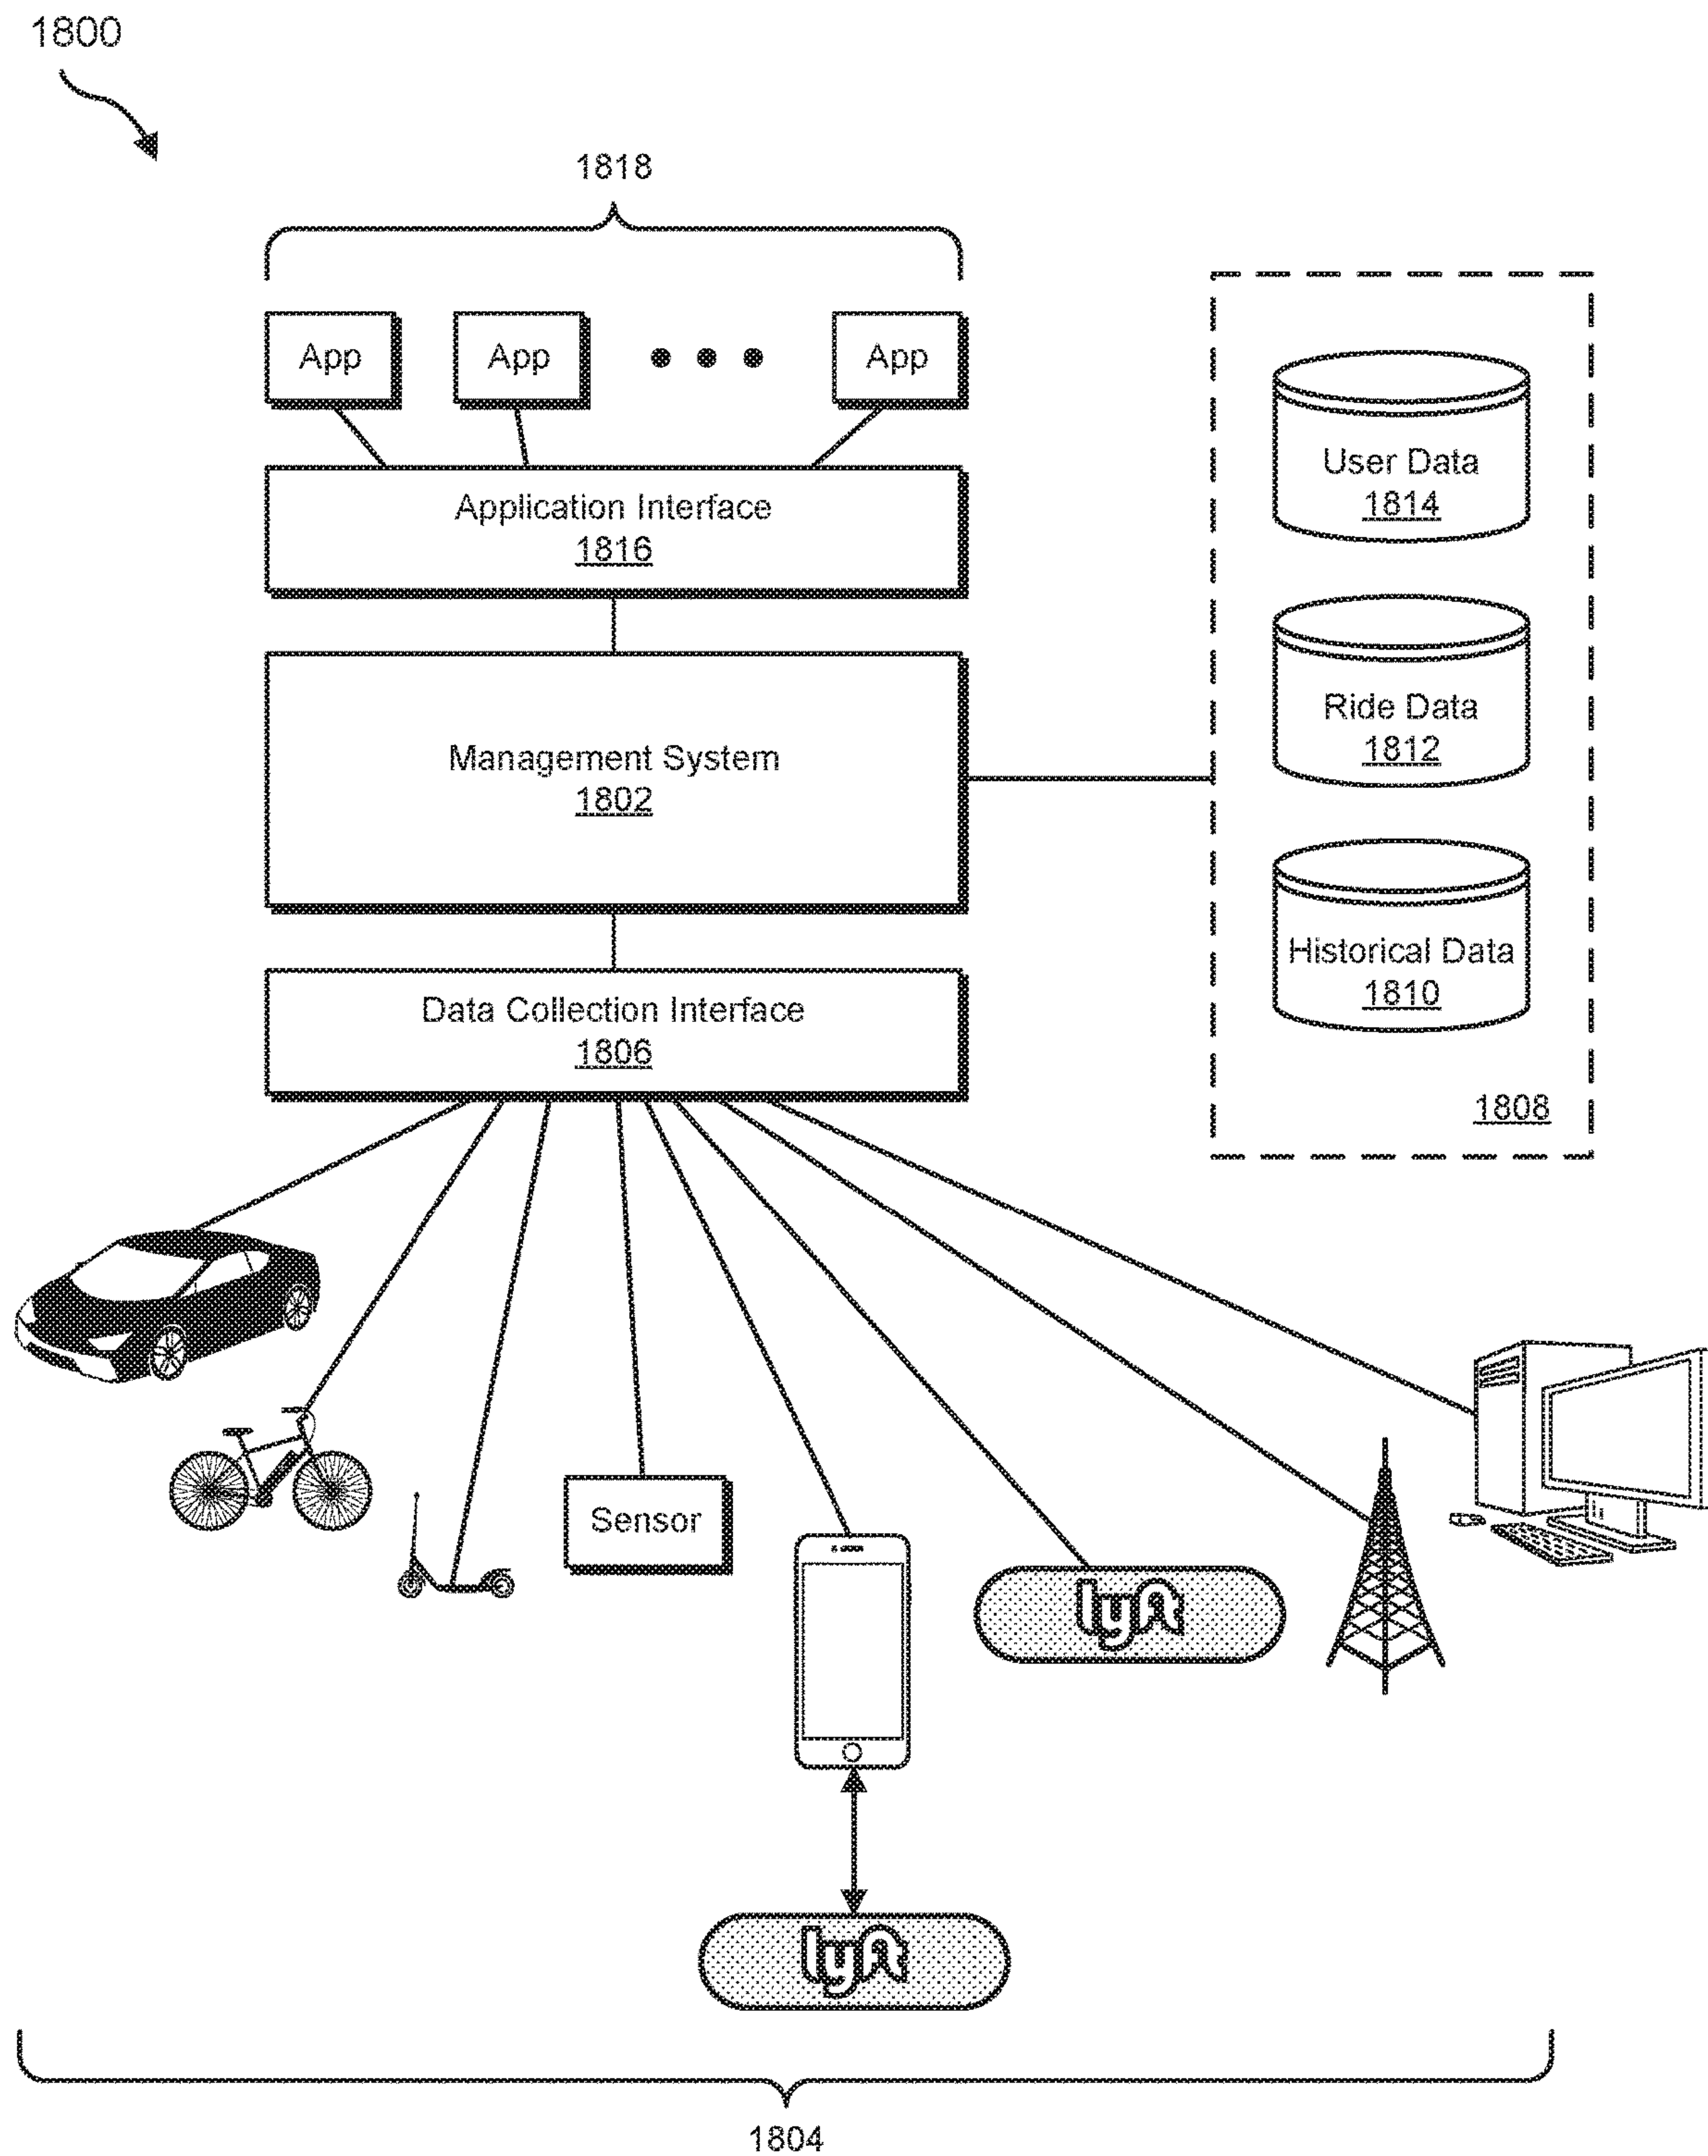 1800
1818
App
App
App
Application Interface
1816
Management System
1802
Data Collection Interface
1806
User Data
1814
Ride Data
1812
Historical Data
1810
1808
Sensor
lyft
lyft
1804